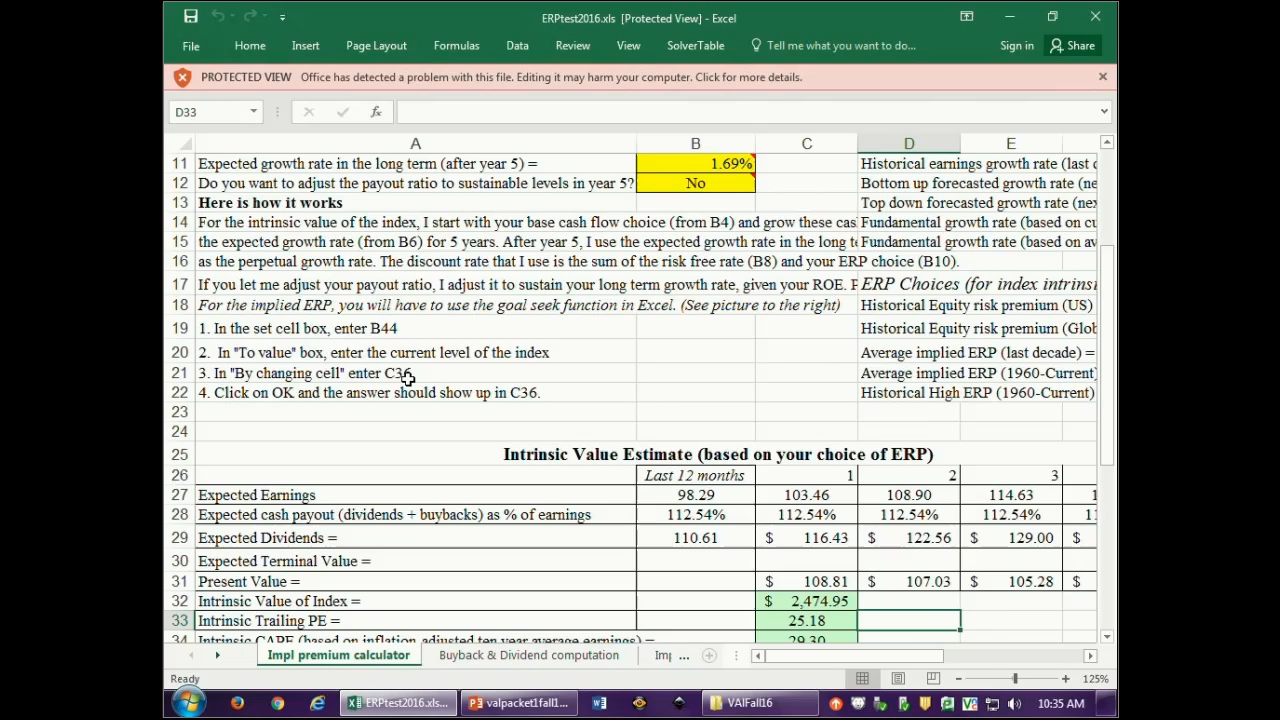 ERPtest2016.xls [Protected View] - Excel
File Home Insert Page Layout Formulas Data Review View SolverTable Tell me what you want to do... Sign in Share
PROTECTED VIEW Office has detected a problem with this file. Editing it may harm your computer. Click for more details.
D33 fx
A B C D E
11 Expected growth rate in the long term (after year 5) = 1.69% Historical earnings growth rate (last
12 Do you want to adjust the payout ratio to sustainable levels in year 5? No Bottom up forecasted growth rate (ne
13 Here is how it works Top down forecasted growth rate (nex
14 For the intrinsic value of the index, I start with your base cash flow choice (from B4) and grow these cas Fundamental growth rate (based on cu
15 the expected growth rate (from B6) for 5 years. After year 5, I use the expected growth rate in the long t Fundamental growth rate (based on av
16 as the perpetual growth rate. The discount rate that I use is the sum of the risk free rate (B8) and your ERP choice (B10).
17 If you let me adjust your payout ratio, I adjust it to sustain your long term growth rate, given your ROE. P ERP Choices (for index intrinsi
18 For the implied ERP, you will have to use the goal seek function in Excel. (See picture to the right) Historical Equity risk premium (US)
19 1. In the set cell box, enter B44 Historical Equity risk premium (Glob
20 2. In "To value" box, enter the current level of the index Average implied ERP (last decade) =
21 3. In "By changing cell" enter C36. Average implied ERP (1960-Current)
22 4. Click on OK and the answer should show up in C36. Historical High ERP (1960-Current)
23
24
25 Intrinsic Value Estimate (based on your choice of ERP)
26 Last 12 months 1 2 3
27 Expected Earnings 98.29 103.46 108.90 114.63 1
28 Expected cash payout (dividends + buybacks) as % of earnings 112.54% 112.54% 112.54% 112.54% 11
29 Expected Dividends = 110.61 $ 116.43 $ 122.56 $ 129.00 $
30 Expected Terminal Value =
31 Present Value = $ 108.81 $ 107.03 $ 105.28 $
32 Intrinsic Value of Index = $ 2,474.95
33 Intrinsic Trailing PE = 25.18
34 Intrinsic CAPE (based on inflation adjusted ten year average earnings) = 29.30
Impl premium calculator Buyback & Dividend computation Imp ...
Ready 125%
ERPtest2016.xls... valpacket1fall1... VAlFall16 10:35 AM